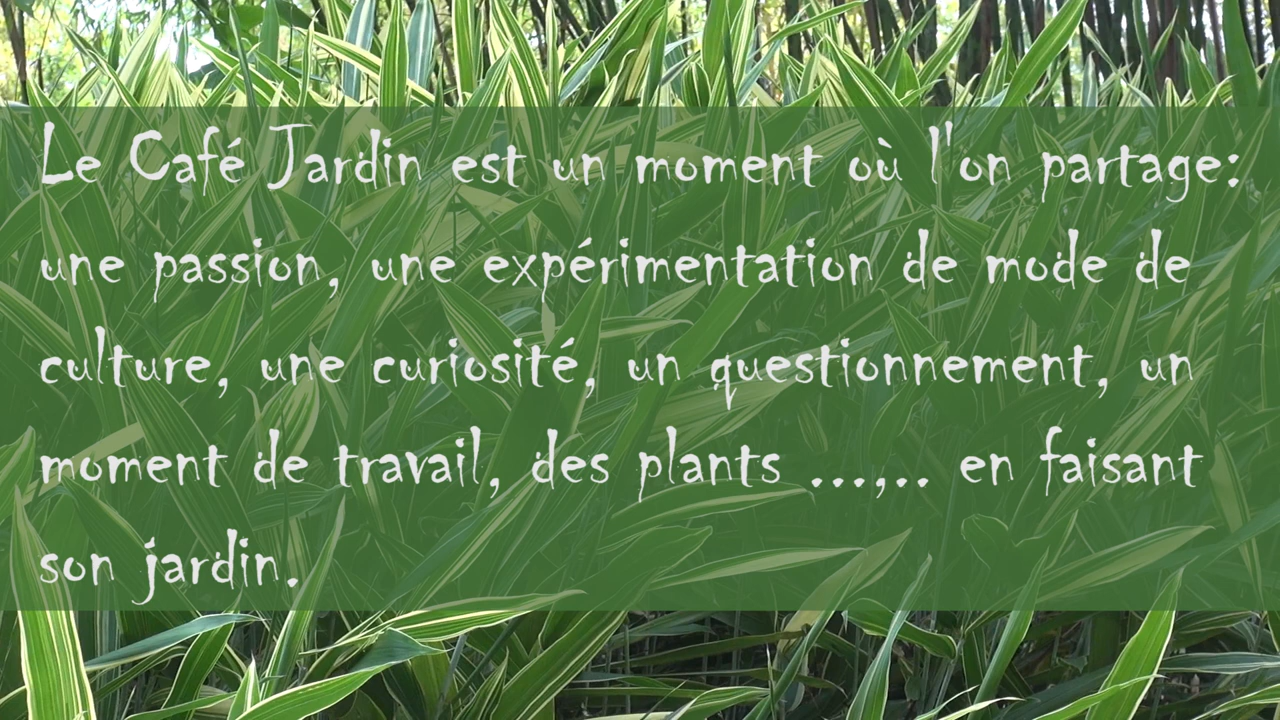 Le Café Jardin est un moment où l'on partage:
une passion, une expérimentation de mode de
culture, une curiosité, un questionnement, un
moment de travail, des plants ...,.. en faisant
son jardin.